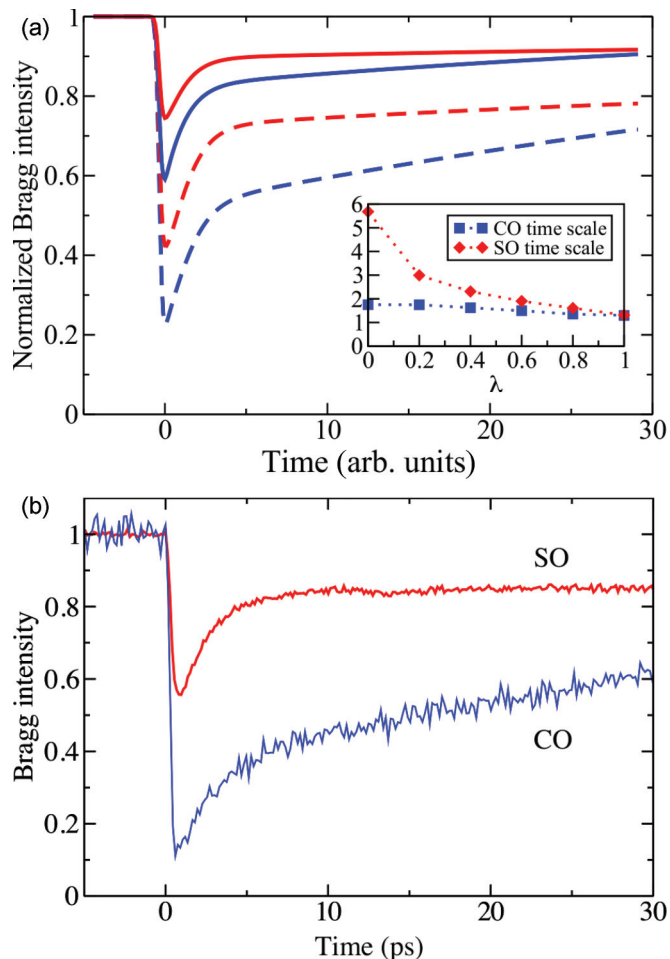 (a)
1
0.8
0.6
0.4
0.2
0
Normalized Bragg intensity
6
5
4
3
2
1
0
CO time scale
SO time scale
0 0.2 0.4 0.6 0.8 1
λ
0 10 20 30
Time (arb. units)
(b)
1
0.8
0.6
0.4
0.2
0
Bragg intensity
SO
CO
0 10 20 30
Time (ps)